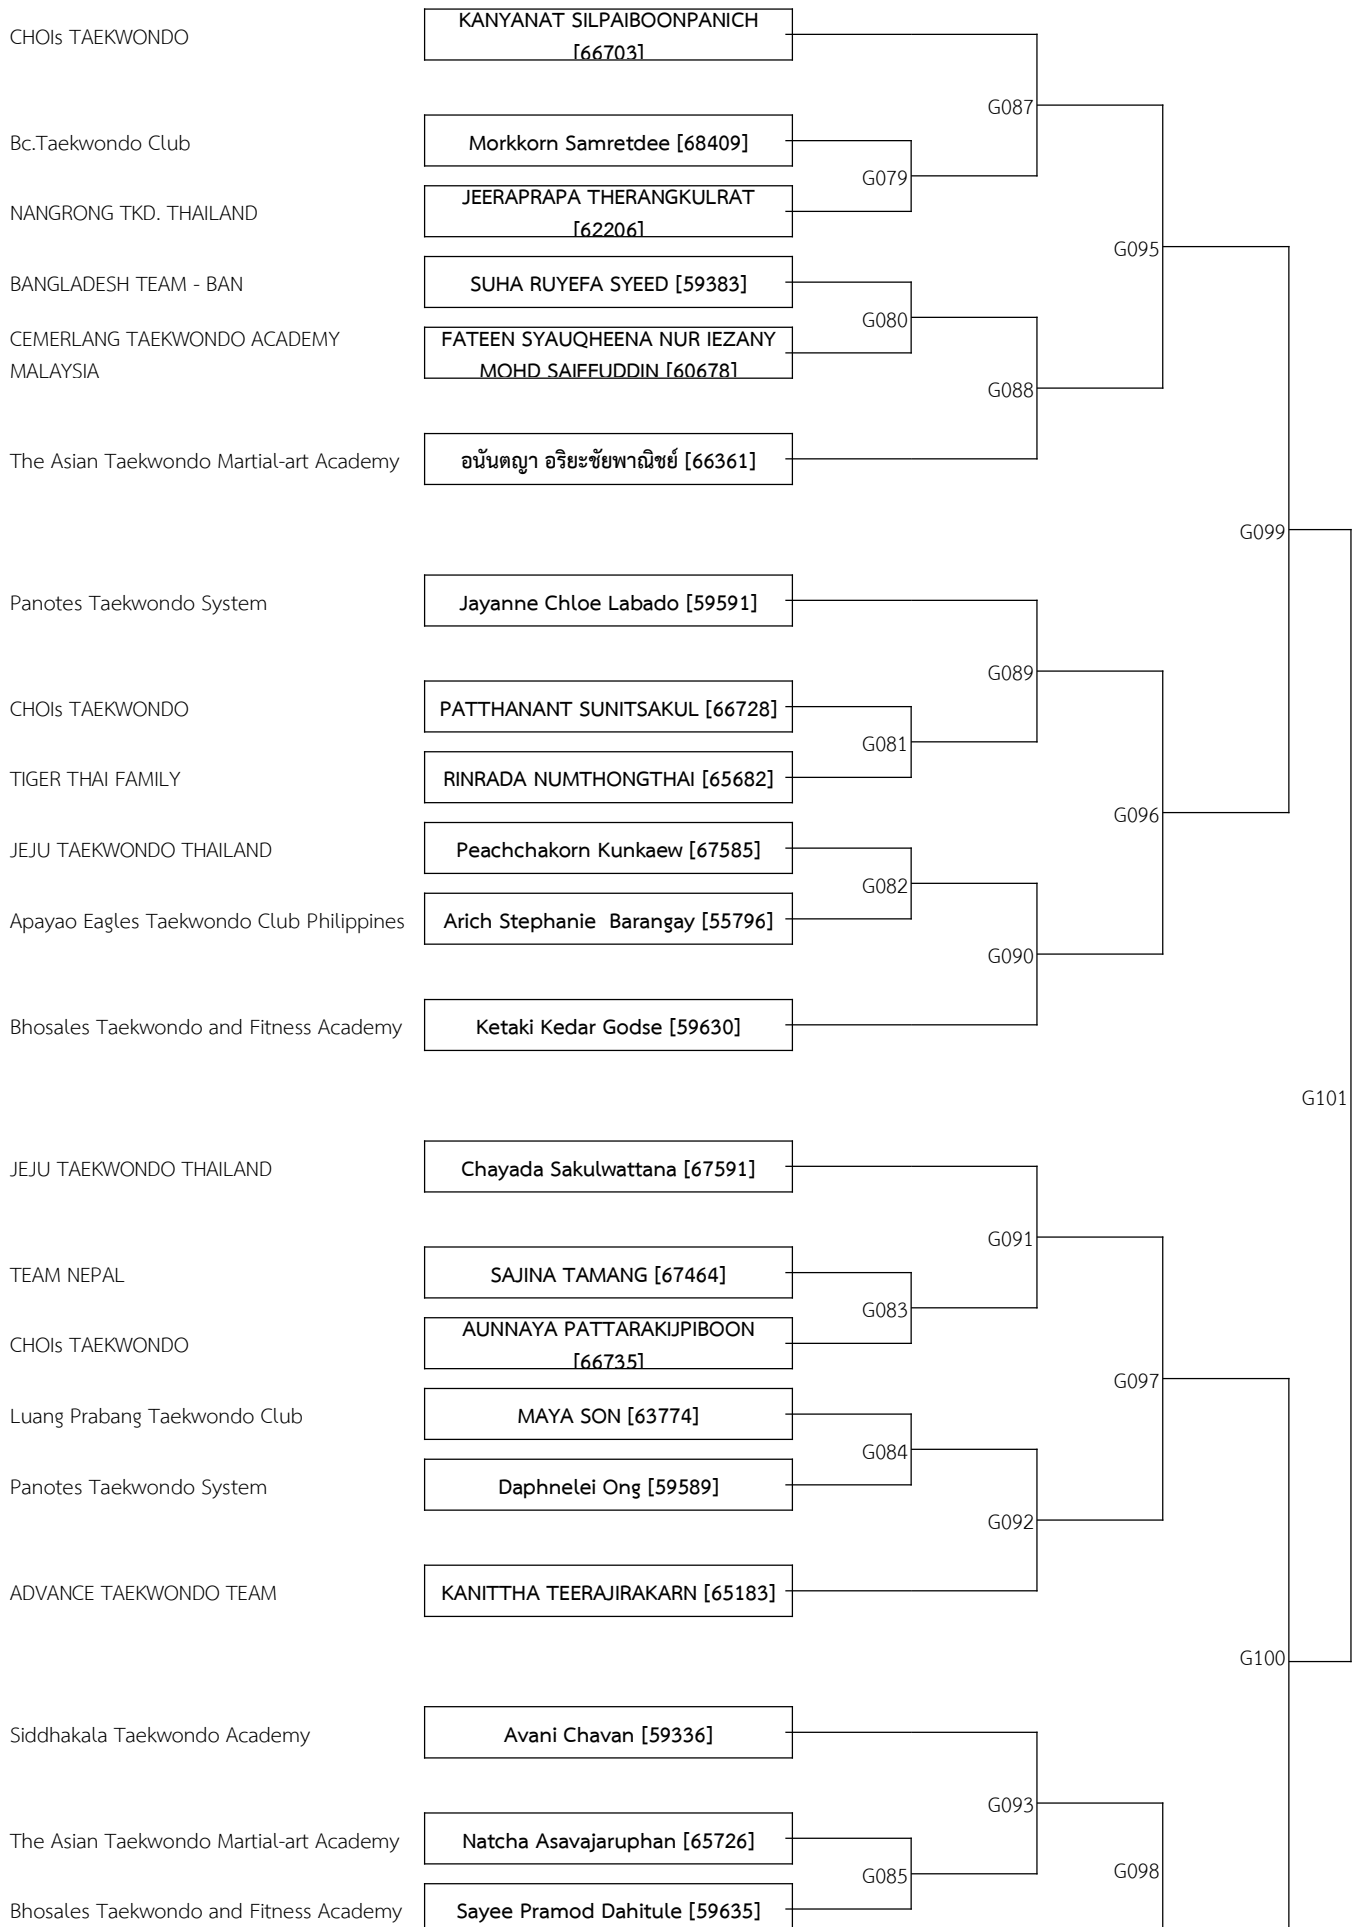 CHOIs TAEKWONDO
KANYANAT SILPAIBOONPANICH
[66703]
G087
Bc.Taekwondo Club
Morkkorn Samretdee [68409]
G079
NANGRONG TKD. THAILAND
JEERAPRAPA THERANGKULRAT
[62206]
G095
BANGLADESH TEAM - BAN
SUHA RUYEFA SYEED [59383]
G080
CEMERLANG TAEKWONDO ACADEMY
MALAYSIA
FATEEN SYAUQHEENA NUR IEZANY
MOHD SAIFFUDDIN [60678]
G088
The Asian Taekwondo Martial-art Academy
อนันตญา อริยะชัยพาณิชย์ [66361]
G099
Panotes Taekwondo System
Jayanne Chloe Labado [59591]
G089
CHOIs TAEKWONDO
PATTHANANT SUNITSAKUL [66728]
G081
TIGER THAI FAMILY
RINRADA NUMTHONGTHAI [65682]
G096
JEJU TAEKWONDO THAILAND
Peachchakorn Kunkaew [67585]
G082
Apayao Eagles Taekwondo Club Philippines
Arich Stephanie  Barangay [55796]
G090
Bhosales Taekwondo and Fitness Academy
Ketaki Kedar Godse [59630]
G101
JEJU TAEKWONDO THAILAND
Chayada Sakulwattana [67591]
G091
TEAM NEPAL
SAJINA TAMANG [67464]
G083
CHOIs TAEKWONDO
AUNNAYA PATTARAKIJPIBOON
[66735]
G097
Luang Prabang Taekwondo Club
MAYA SON [63774]
G084
Panotes Taekwondo System
Daphnelei Ong [59589]
G092
ADVANCE TAEKWONDO TEAM
KANITTHA TEERAJIRAKARN [65183]
G100
Siddhakala Taekwondo Academy
Avani Chavan [59336]
G093
The Asian Taekwondo Martial-art Academy
Natcha Asavajaruphan [65726]
G085
G098
Bhosales Taekwondo and Fitness Academy
Sayee Pramod Dahitule [59635]